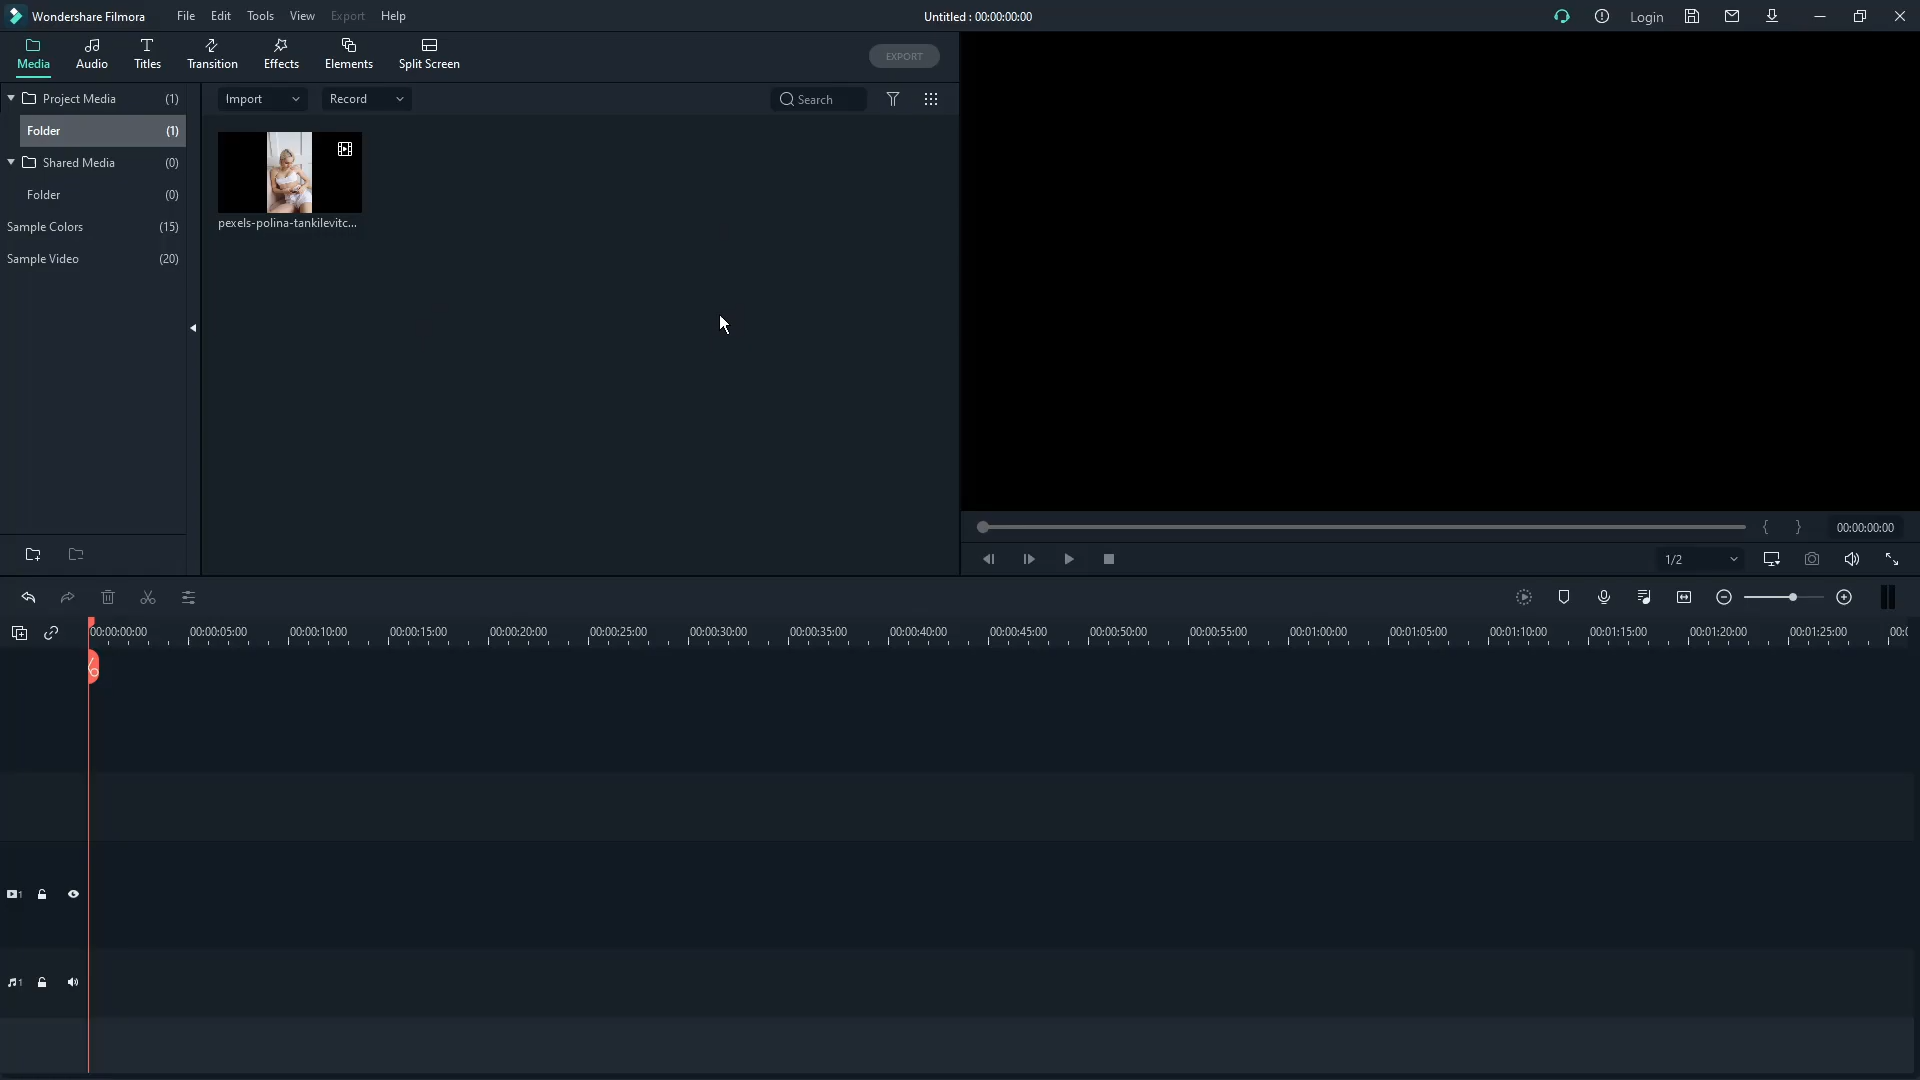 Wondershare Filmora
File Edit Tools View Export Help
Untitled : 00:00:00:00
Login
Media Audio Titles Transition Effects Elements Split Screen
EXPORT
Project Media (1)
Folder (1)
Shared Media (0)
Folder (0)
Sample Colors (15)
Sample Video (20)
Import Record
Search
pexels-polina-tankilevitc...
{ } 00:00:00:00
1/2
00:00:00:00 00:00:05:00 00:00:10:00 00:00:15:00 00:00:20:00 00:00:25:00 00:00:30:00 00:00:35:00 00:00:40:00 00:00:45:00 00:00:50:00 00:00:55:00 00:01:00:00 00:01:05:00 00:01:10:00 00:01:15:00 00:01:20:00 00:01:25:00 00:0
1
1